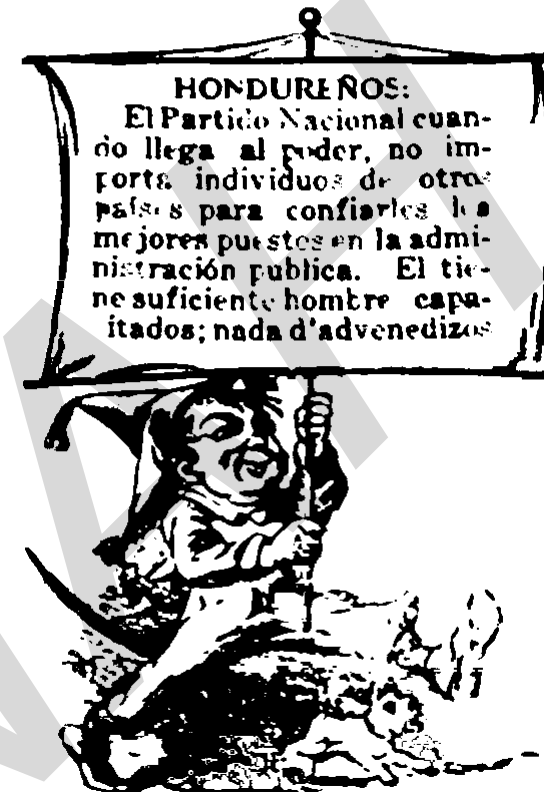 HONDUREÑOS:
El Partido Nacional cuan-
do llega al poder, no im-
porta individuos de otros
países para confiarles los
mejores puestos en la admi-
nistración publica. El tie-
ne suficiente hombre capa-
itados; nada d'advenedizos